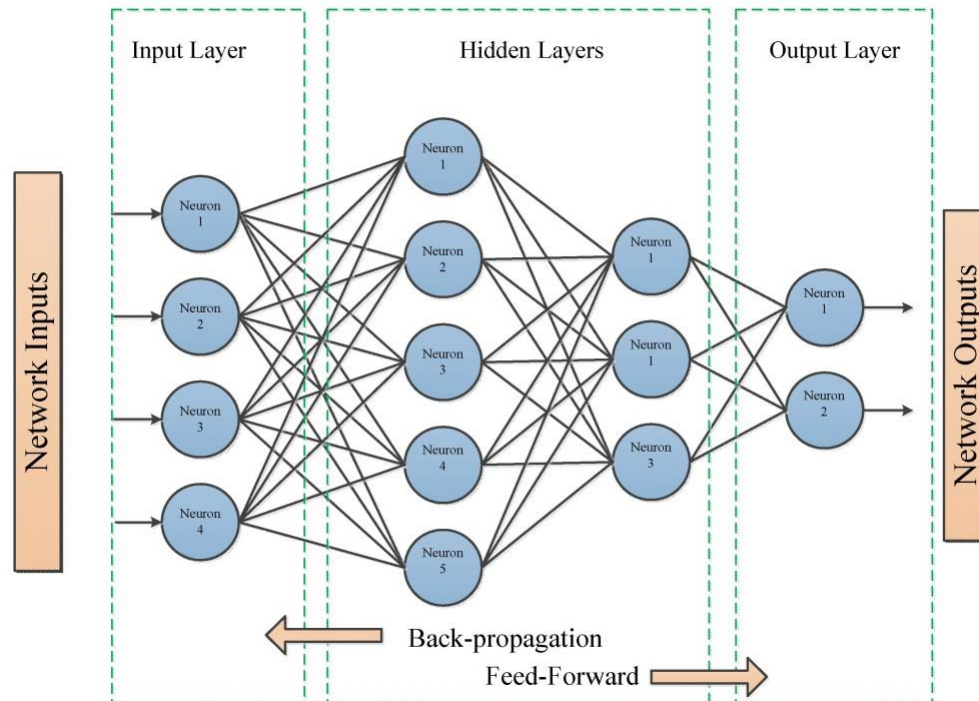 Input Layer
Hidden Layers
Output Layer
Network Inputs
Neuron
1
Neuron
2
Neuron
3
Neuron
4
Neuron
1
Neuron
2
Neuron
3
Neuron
4
Neuron
5
Neuron
1
Neuron
1
Neuron
3
Neuron
1
Neuron
2
Network Outputs
Back-propagation
Feed-Forward